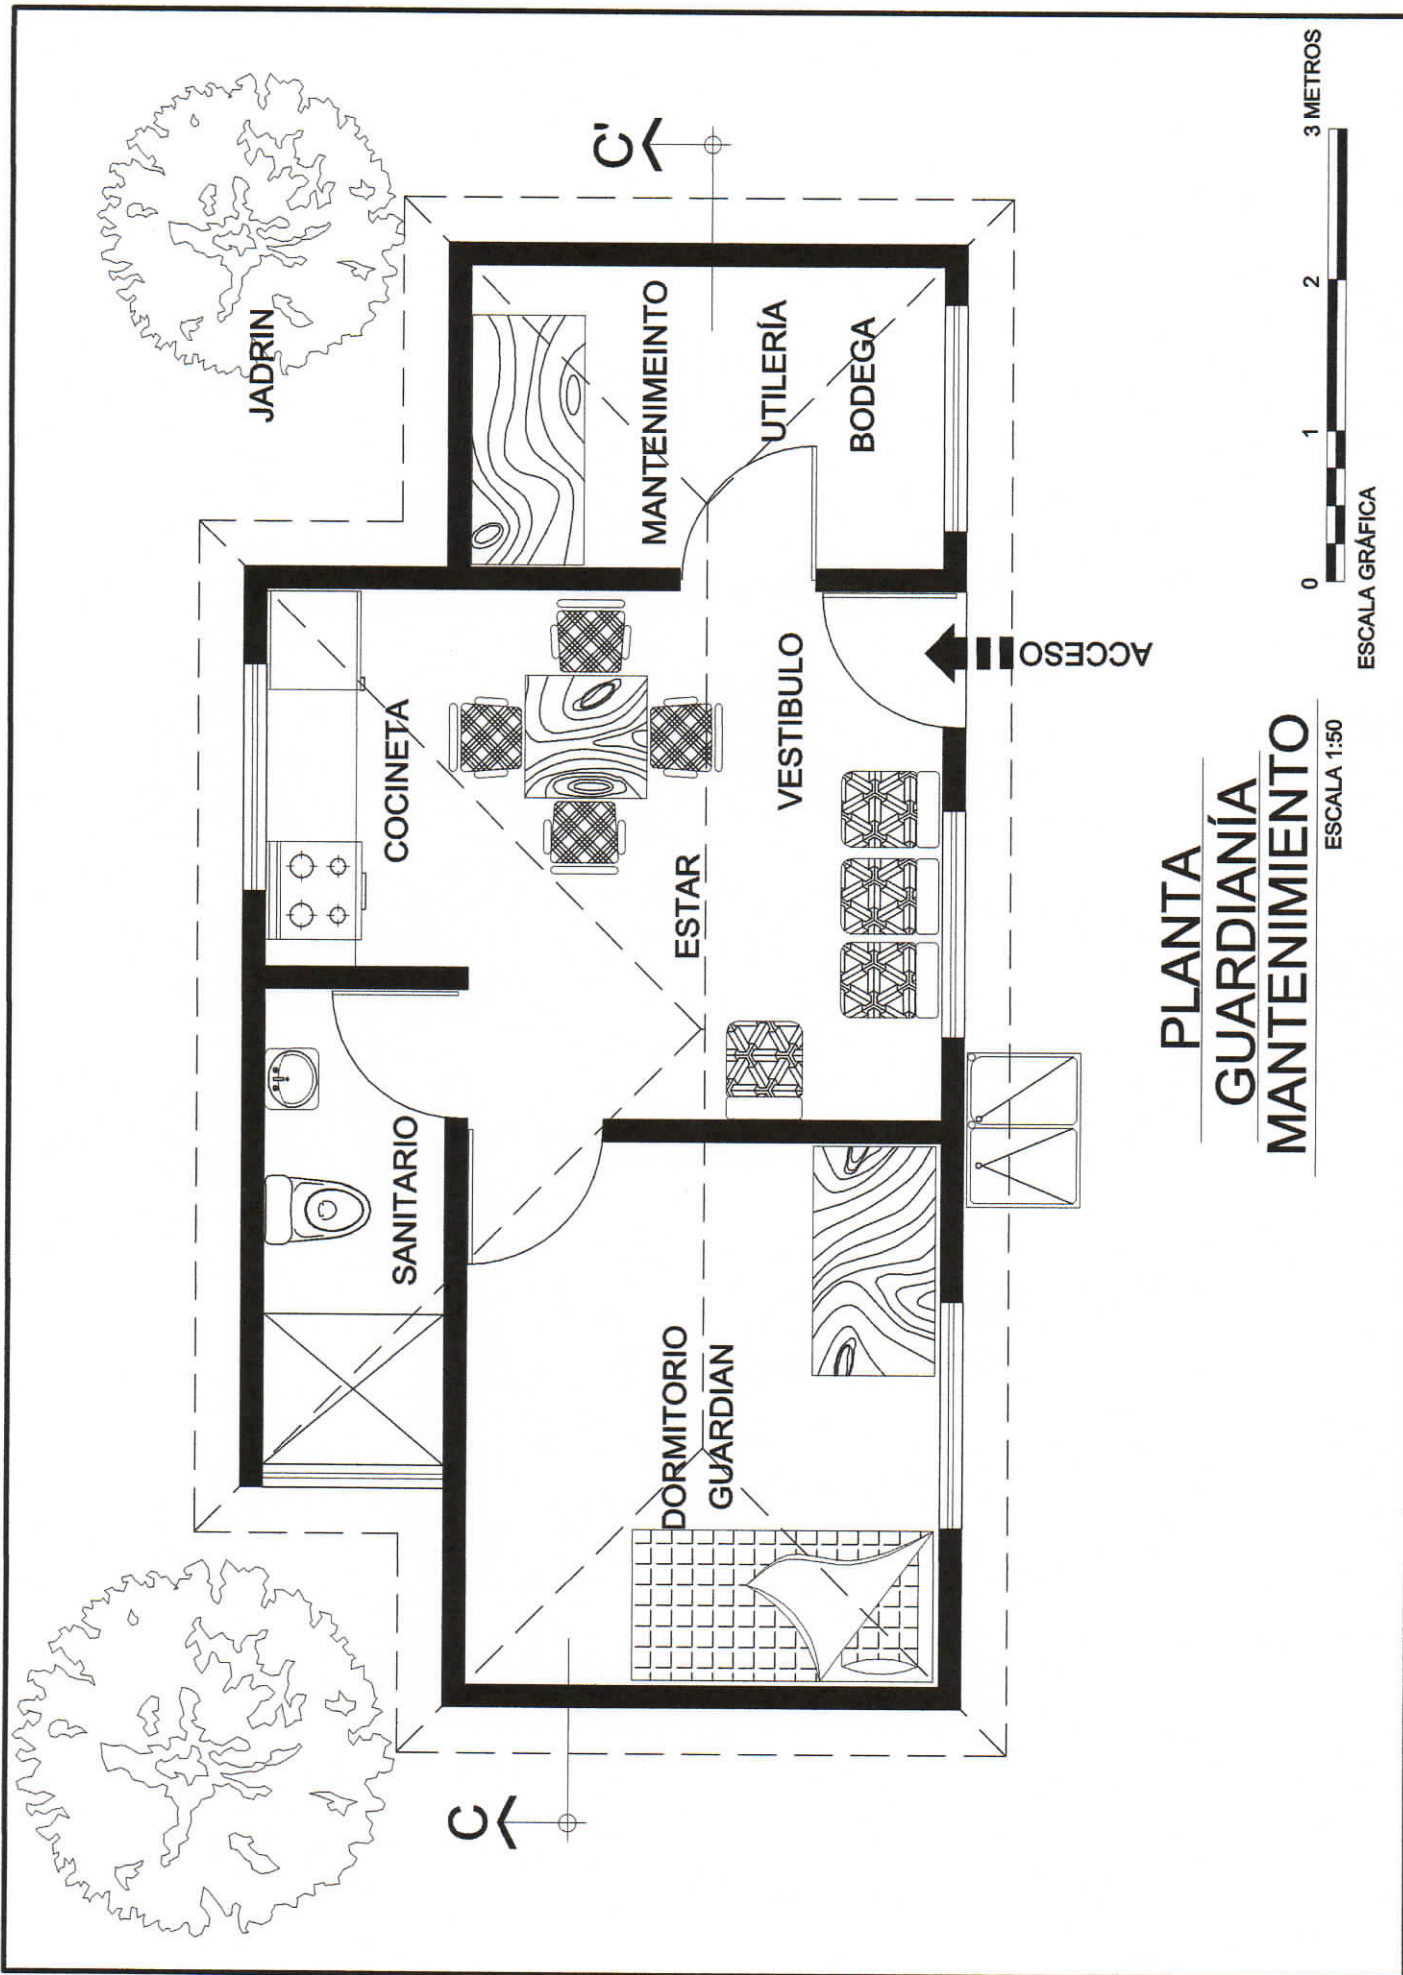 JADRIN
C'
C
COCINETA
SANITARIO
MANTENIMEINTO
UTILERÍA
BODEGA
ESTAR
VESTIBULO
DORMITORIO
GUARDIAN
ACCESO
PLANTA
GUARDIANÍA
MANTENIMIENTO
ESCALA 1:50
0 1 2 3 METROS
ESCALA GRÁFICA